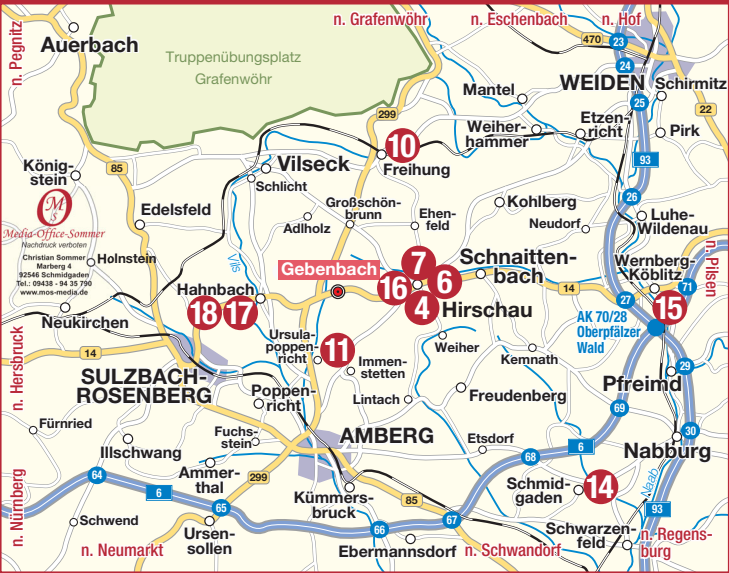 n. Grafenwöhr
n. Eschenbach
n. Hof
n. Pegnitz
Auerbach
Truppenübungsplatz
Grafenwöhr
470
23
24
WEIDEN
Schirmitz
Mantel
25
22
299
Weiher-
hammer
Etzen-
richt
Pirk
10
Freihung
93
85
Vilseck
König-
stein
Schlicht
26
M
S
Media-Office-Sommer
Nachdruck verboten
Christian Sommer
Marberg 4
92546 Schmidgaden
Tel.: 09438 - 94 35 790
www.mos-media.de
Edelsfeld
Großschön-
brunn
Adlholz
Ehen-
feld
Kohlberg
Neudorf
Luhe-
Wildenau
Holnstein
Vils
Gebenbach
7
6
16
4
Hirschau
Schnaitten-
bach
14
Wernberg-
Köblitz
n. Pilsen
71
27
15
Hahnbach
18
17
Neukirchen
AK 70/28
Oberpfälzer
Wald
Ursula-
poppen-
richt
11
Immen-
stetten
Weiher
Kemnath
14
n. Hersbruck
29
SULZBACH-
ROSENBERG
Poppen-
richt
Lintach
Freudenberg
Pfreimd
69
Fürnried
Illschwang
Fuchs-
stein
AMBERG
Etsdorf
30
Nabburg
6
68
Ammer-
thal
299
64
6
n. Nürnberg
Kümmers-
bruck
85
Schmid-
gaden
14
Naab
93
65
Schwend
Ursen-
sollen
66
67
Schwarzen-
feld
n. Regens-
burg
n. Neumarkt
Ebermannsdorf
n. Schwandorf